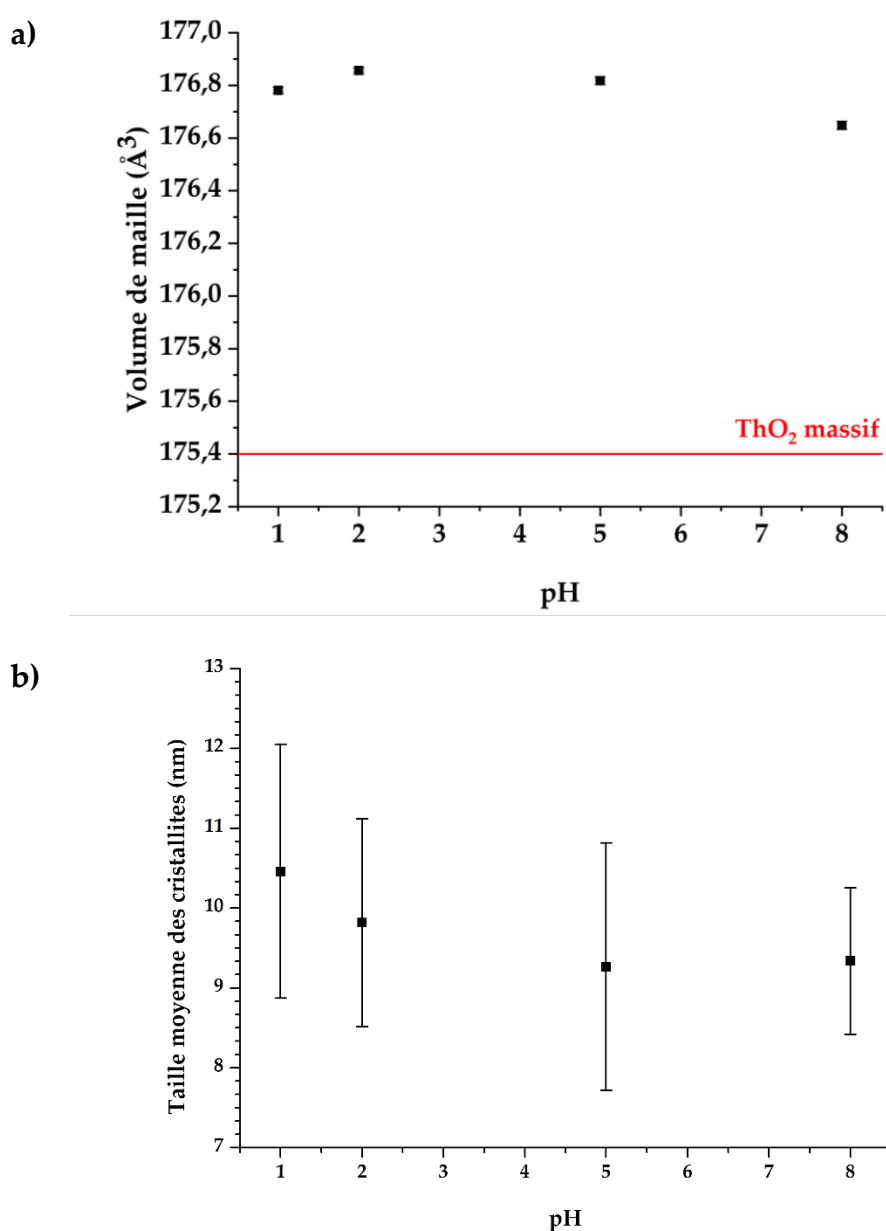 a)
177,0
176,8
176,6
176,4
176,2
176,0
175,8
175,6
175,4
175,2
Volume de maille (Å³)
ThO₂ massif
1 2 3 4 5 6 7 8
pH
b)
13
12
11
10
9
8
7
Taille moyenne des cristallites (nm)
1 2 3 4 5 6 7 8
pH